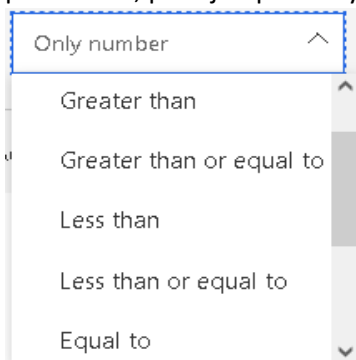 Only number
Greater than
Greater than or equal to
Less than
Less than or equal to
Equal to